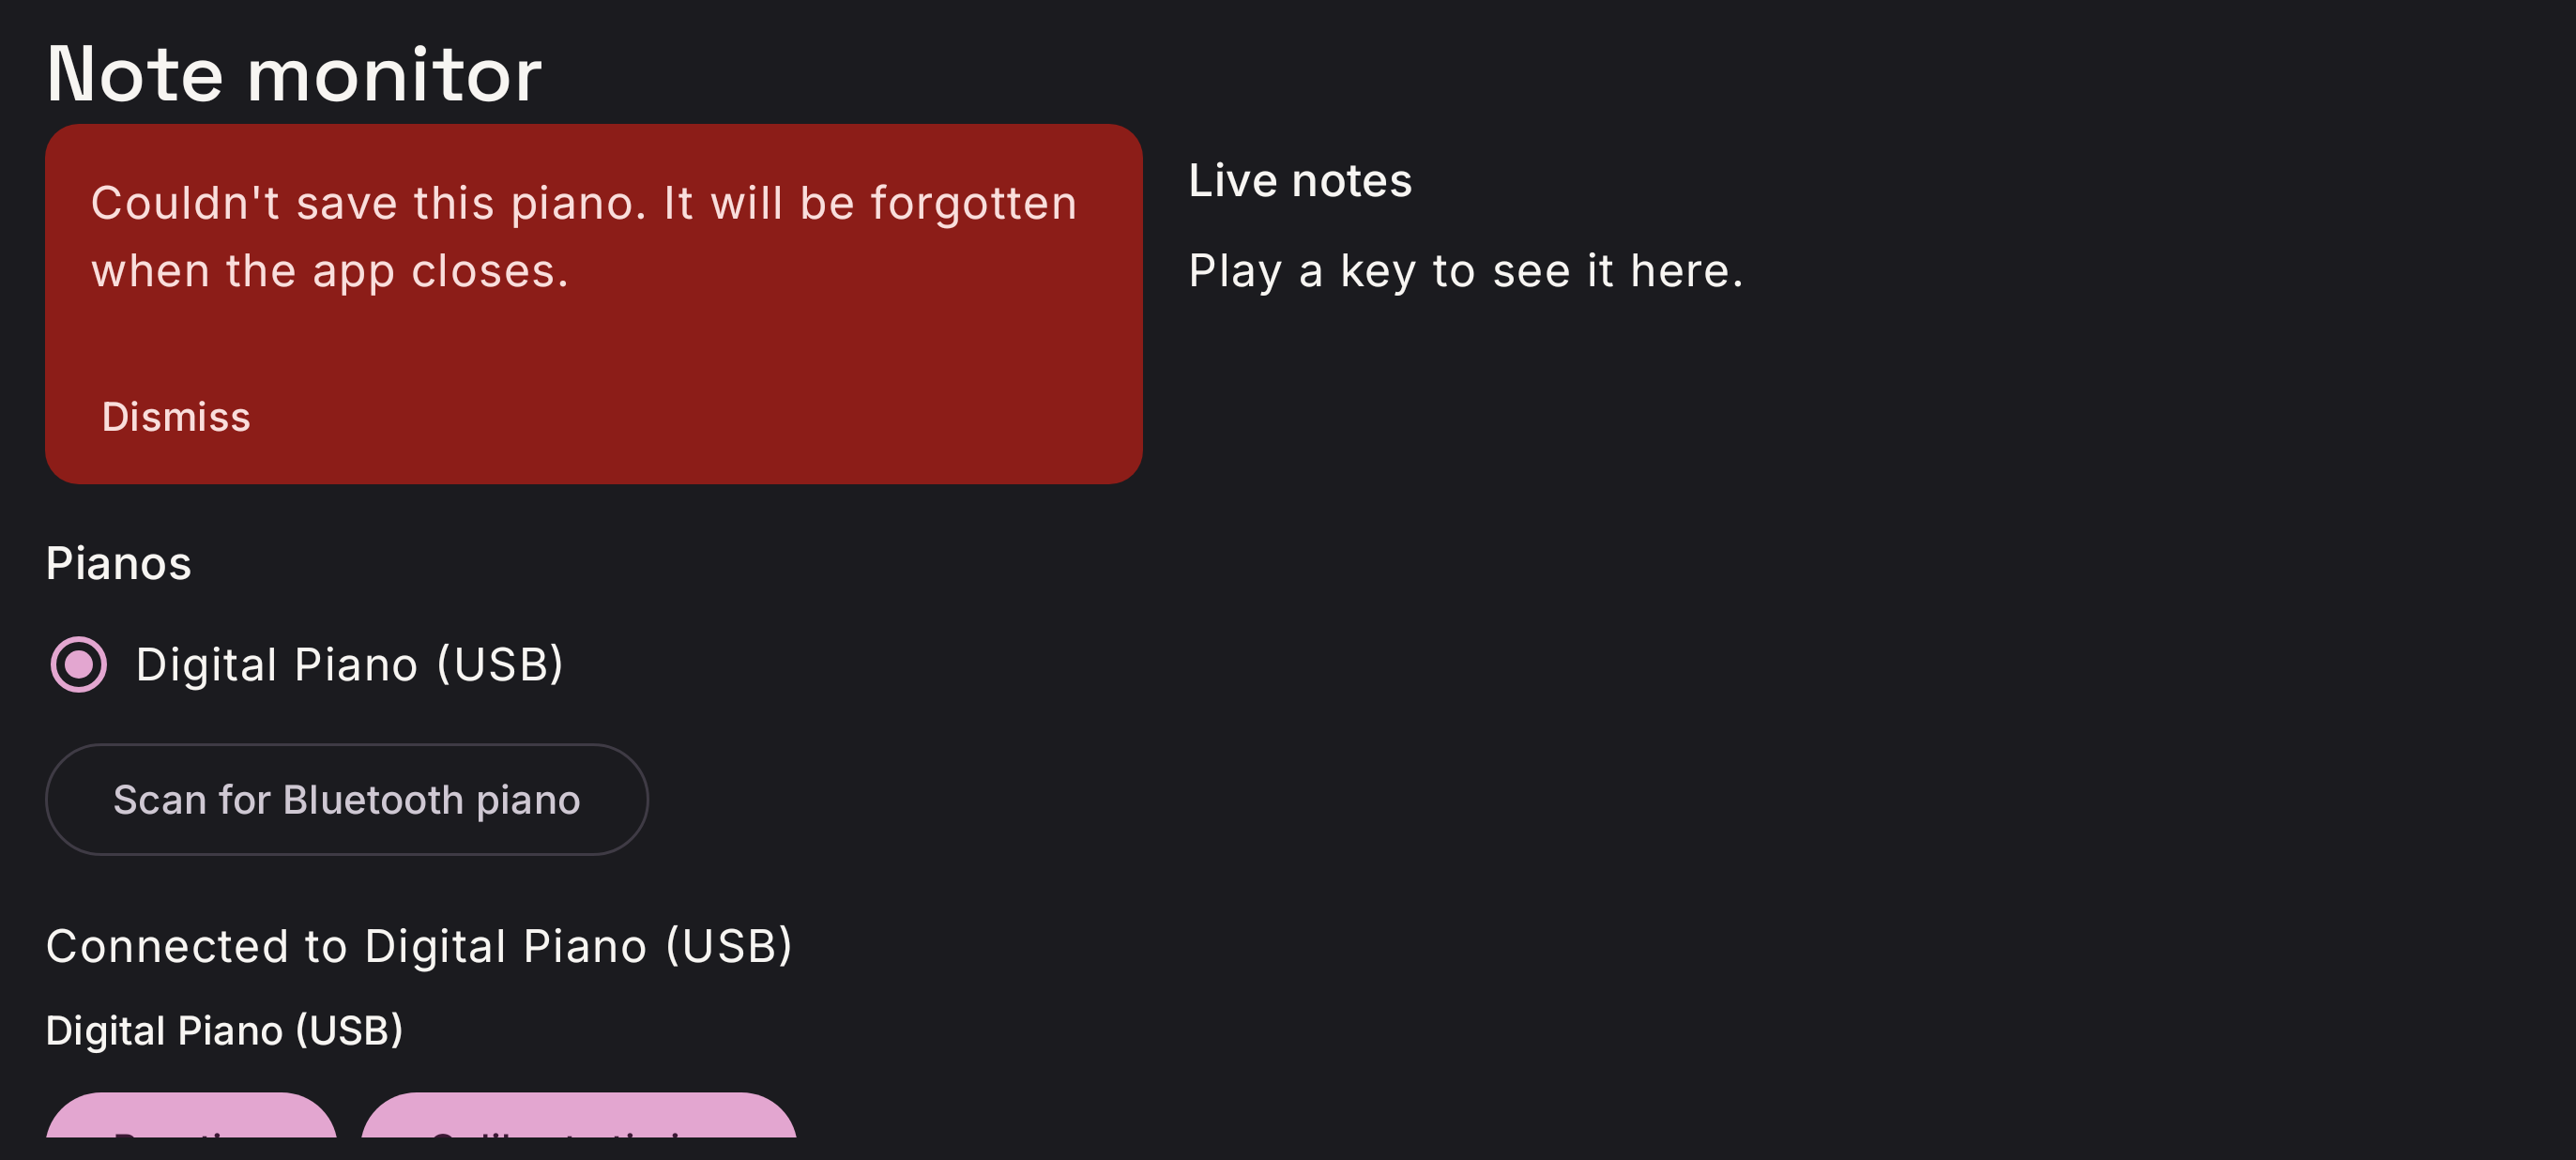 Note monitor
Couldn't save this piano. It will be forgotten
when the app closes.
Dismiss
Pianos
Digital Piano (USB)
Scan for Bluetooth piano
Connected to Digital Piano (USB)
Digital Piano (USB)
Live notes
Play a key to see it here.